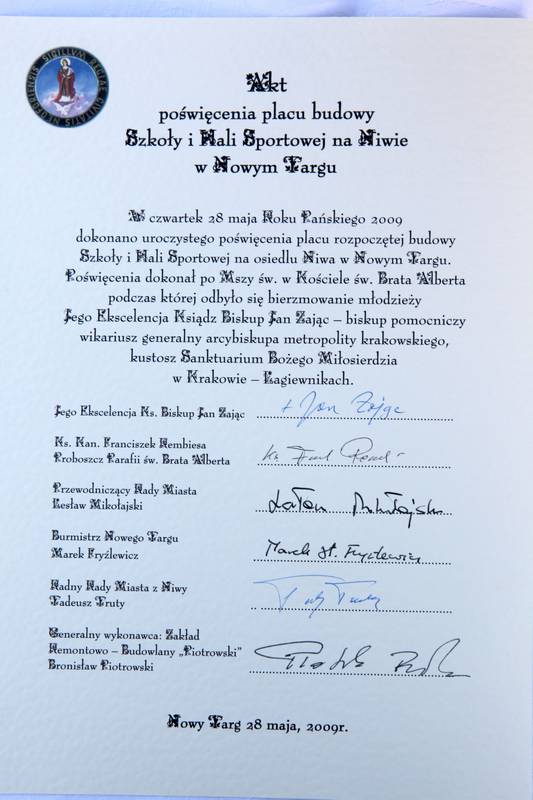 SIGILLVM REGIAE CIVITATIS NEOFORIENSIS
Akt
poświęcenia placu budowy
Szkoły i Hali Sportowej na Niwie
w Nowym Targu
W czwartek 28 maja Roku Pańskiego 2009
dokonano uroczystego poświęcenia placu rozpoczętej budowy
Szkoły i Hali Sportowej na osiedlu Niwa w Nowym Targu.
Poświęcenia dokonał po Mszy św. w Kościele św. Brata Alberta
podczas której odbyło się bierzmowanie młodzieży
Jego Ekscelencja Ksiądz Biskup Jan Zając – biskup pomocniczy
wikariusz generalny arcybiskupa metropolity krakowskiego,
kustosz Sanktuarium Bożego Miłosierdzia
w Krakowie – Łagiewnikach.
Jego Ekscelencja Ks. Biskup Jan Zając + Jan Zając
Ks. Kan. Franciszek Rembiesa
Proboszcz Parafii św. Brata Alberta Ks.
Przewodniczący Rady Miasta
Lesław Mikołajski
Burmistrz Nowego Targu
Marek Fryźlewicz Marek St. Fryźlewicz
Radny Rady Miasta z Niwy
Tadeusz Truty
Generalny wykonawca: Zakład
Remontowo – Budowlany „Piotrowski"
Bronisław Piotrowski
Nowy Targ 28 maja, 2009r.